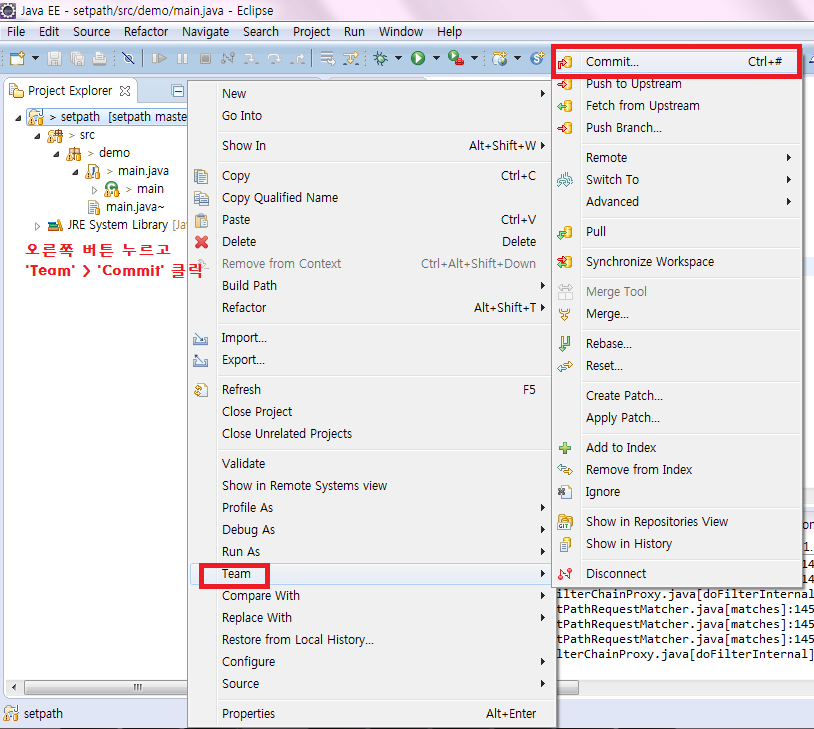 Java EE - setpath/src/demo/main.java - Eclipse
File Edit Source Refactor Navigate Search Project Run Window Help
Project Explorer
> setpath [setpath maste
> src
> demo
> main.java
> main
main.java~
JRE System Library [Ja
오른쪽 버튼 누르고
'Team' > 'Commit' 클릭
New
Go Into
Show In Alt+Shift+W
Copy Ctrl+C
Copy Qualified Name
Paste Ctrl+V
Delete Delete
Remove from Context Ctrl+Alt+Shift+Down
Build Path
Refactor Alt+Shift+T
Import...
Export...
Refresh F5
Close Project
Close Unrelated Projects
Validate
Show in Remote Systems view
Profile As
Debug As
Run As
Team
Compare With
Replace With
Restore from Local History...
Configure
Source
Properties Alt+Enter
Commit... Ctrl+#
Push to Upstream
Fetch from Upstream
Push Branch...
Remote
Switch To
Advanced
Pull
Synchronize Workspace
Merge Tool
Merge...
Rebase...
Reset...
Create Patch...
Apply Patch...
Add to Index
Remove from Index
Ignore
GIT
Show in Repositories View
Show in History
Disconnect
ilterChainProxy.java[doFilterInternal]
tPathRequestMatcher.java[matches]:145
tPathRequestMatcher.java[matches]:145
tPathRequestMatcher.java[matches]:145
ilterChainProxy.java[doFilterInternal]
setpath